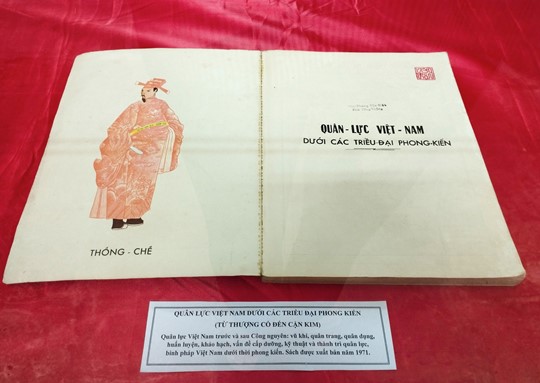 THỐNG - CHẾ
QUÂN-LỰC VIỆT-NAM
DƯỚI CÁC TRIỀU-ĐẠI PHONG-KIẾN
QUÂN LỰC VIỆT NAM DƯỚI CÁC TRIỀU ĐẠI PHONG KIẾN
(TỪ THƯỢNG CỔ ĐẾN CẬN KIM)
Quân lực Việt Nam trước và sau Công nguyên: vũ khí, quân trang, quân dụng,
huấn luyện, khảo hạch, vấn đề cấp dưỡng, kỹ thuật và thành trì quân lực,
binh pháp Việt Nam dưới thời phong kiến. Sách được xuất bản năm 1971.